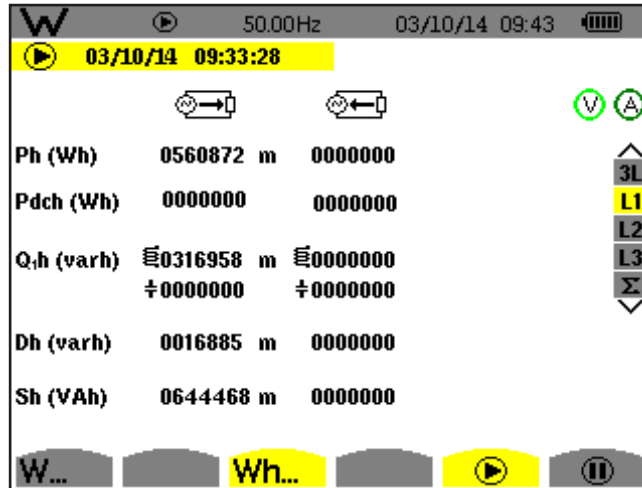 W 50.00Hz 03/10/14 09:43
03/10/14 09:33:28
V A
Ph (Wh) 0560872 m 0000000
3L
Pdch (Wh) 0000000 0000000
L1
L2
Q₁h (varh) 0316958 m 0000000
L3
0000000 0000000
Σ
Dh (varh) 0016885 m 0000000
Sh (VAh) 0644468 m 0000000
W... Wh...